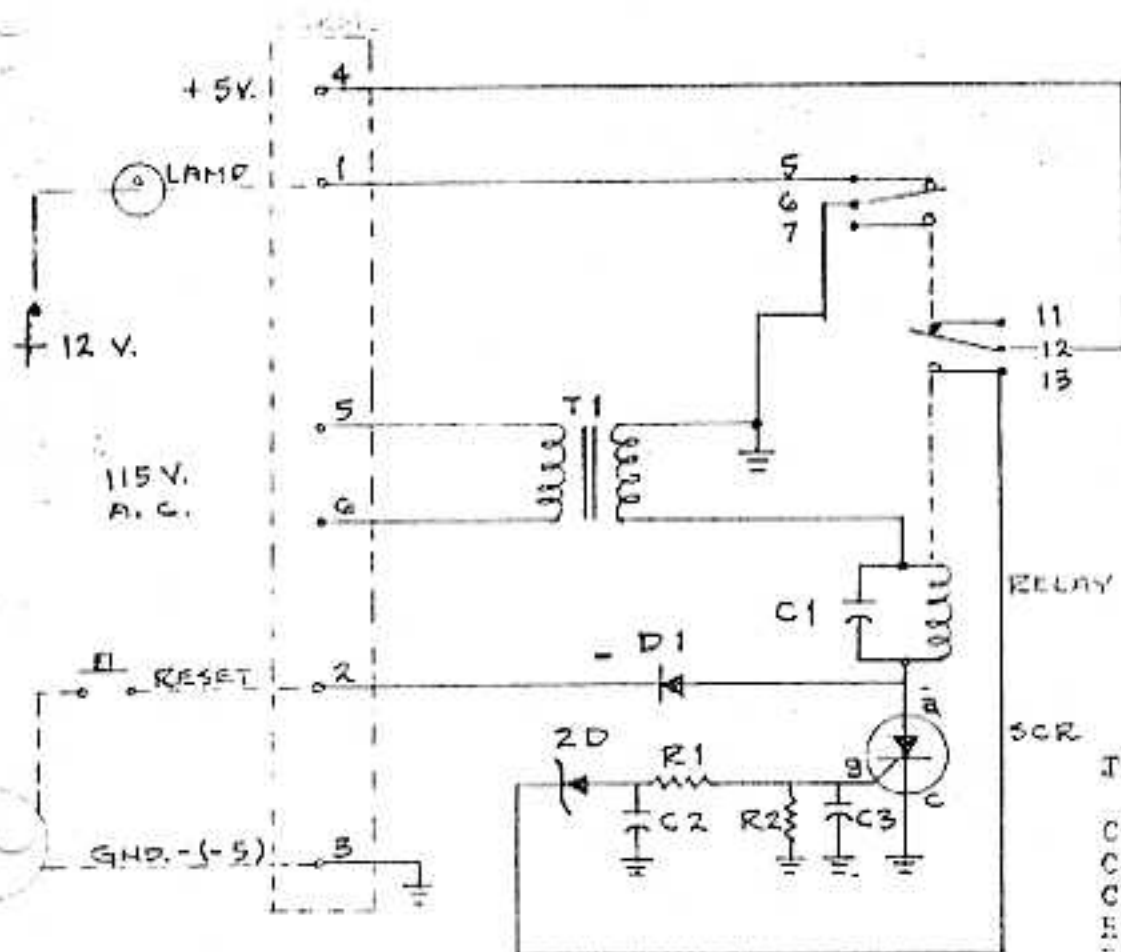 + 5V.
4
LAMP
1
5
6
7
12 V.
11
12
13
5
T1
115 V.
A.C.
6
RELAY
C1
D1
RESET
2
a
SCR
ZD
R1
g
C2
R2
C3
C
GND.-(-5)
3
I
C
C
C